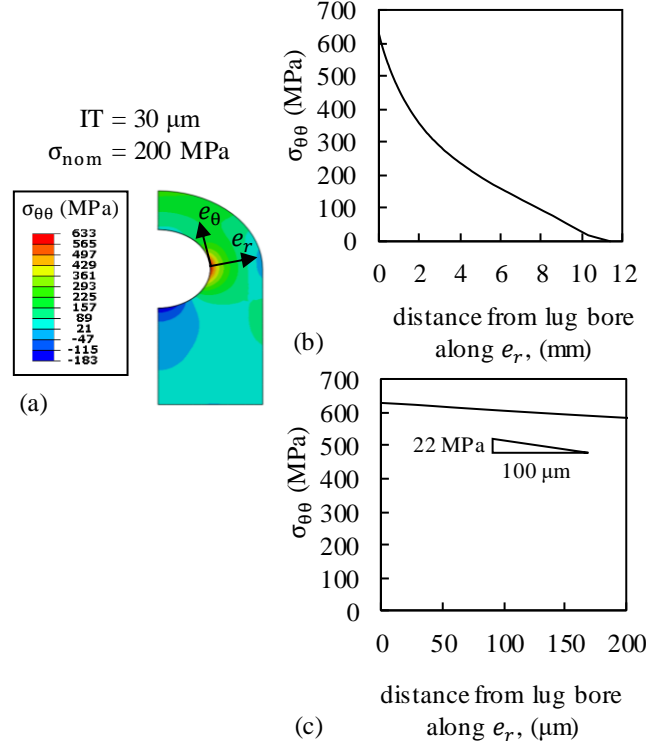 IT = 30 μm
σnom = 200 MPa
σθθ (MPa)
633
565
497
429
361
293
225
157
89
21
-47
-115
-183
eθ
er
(a)
700
600
500
400
300
200
100
0
σθθ (MPa)
0 2 4 6 8 10 12
distance from lug bore
along er, (mm)
(b)
700
600
500
400
300
200
100
0
σθθ (MPa)
22 MPa
100 μm
0 50 100 150 200
distance from lug bore
along er, (μm)
(c)